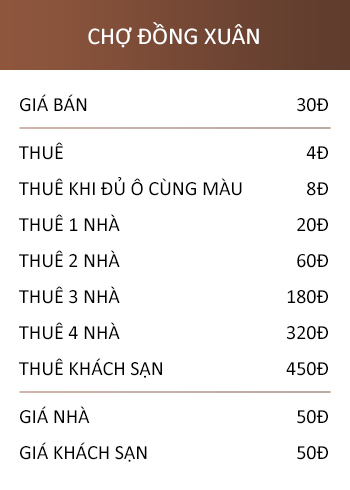 CHỢ ĐỒNG XUÂN
GIÁ BÁN 30Đ
THUÊ 4Đ
THUÊ KHI ĐỦ Ô CÙNG MÀU 8Đ
THUÊ 1 NHÀ 20Đ
THUÊ 2 NHÀ 60Đ
THUÊ 3 NHÀ 180Đ
THUÊ 4 NHÀ 320Đ
THUÊ KHÁCH SẠN 450Đ
GIÁ NHÀ 50Đ
GIÁ KHÁCH SẠN 50Đ